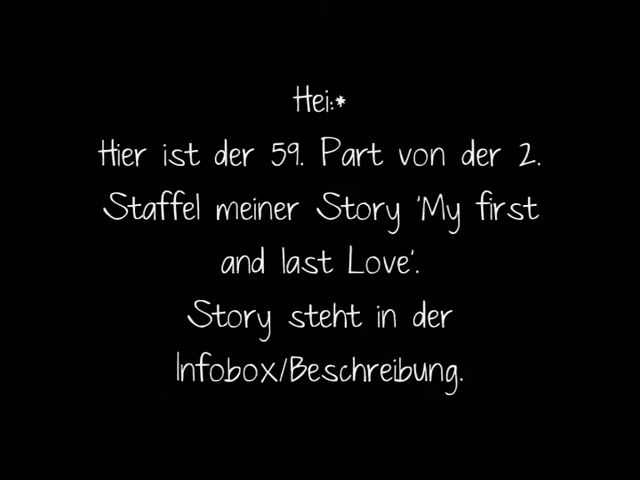 Hei:*
Hier ist der 59. Part von der 2.
Staffel meiner Story 'My first
and last Love'.
Story steht in der
Infobox/Beschreibung.